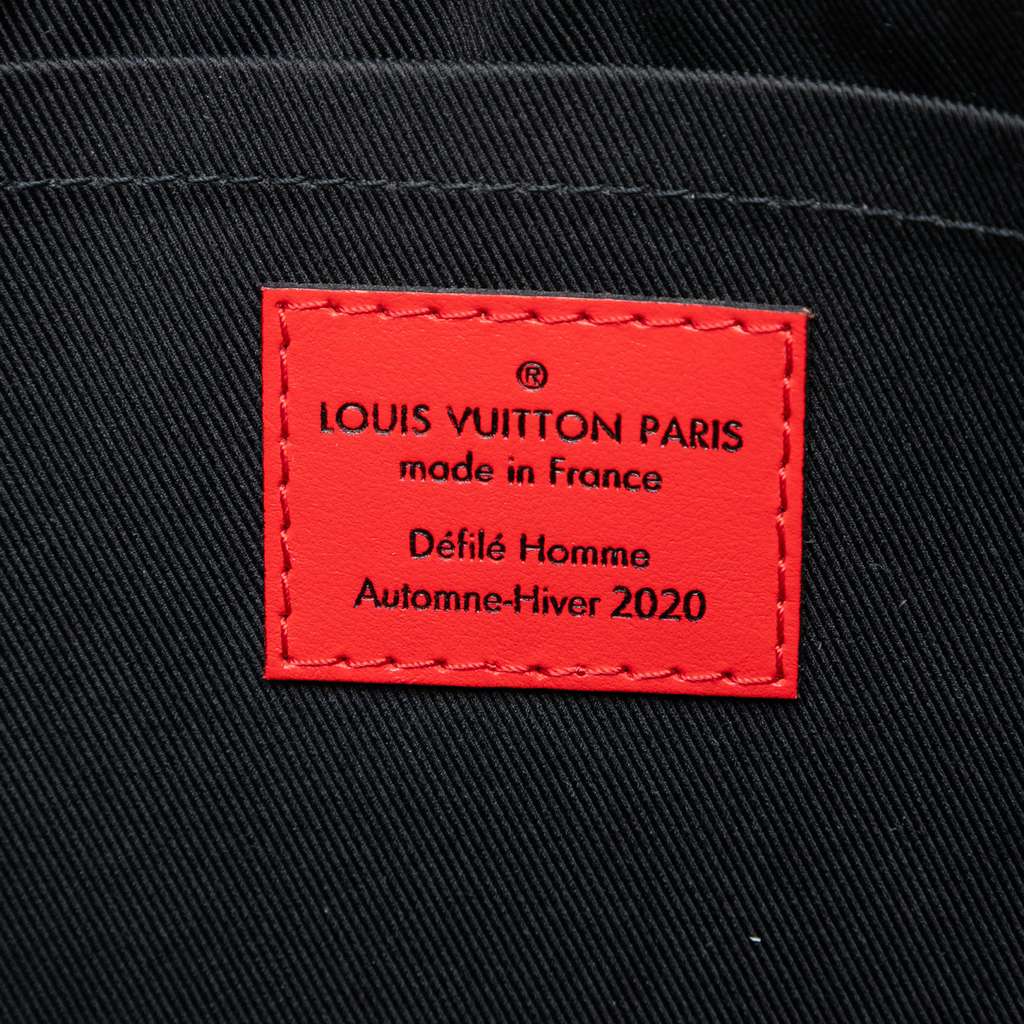 ®
LOUIS VUITTON PARIS
made in France
Défilé Homme
Automne-Hiver 2020